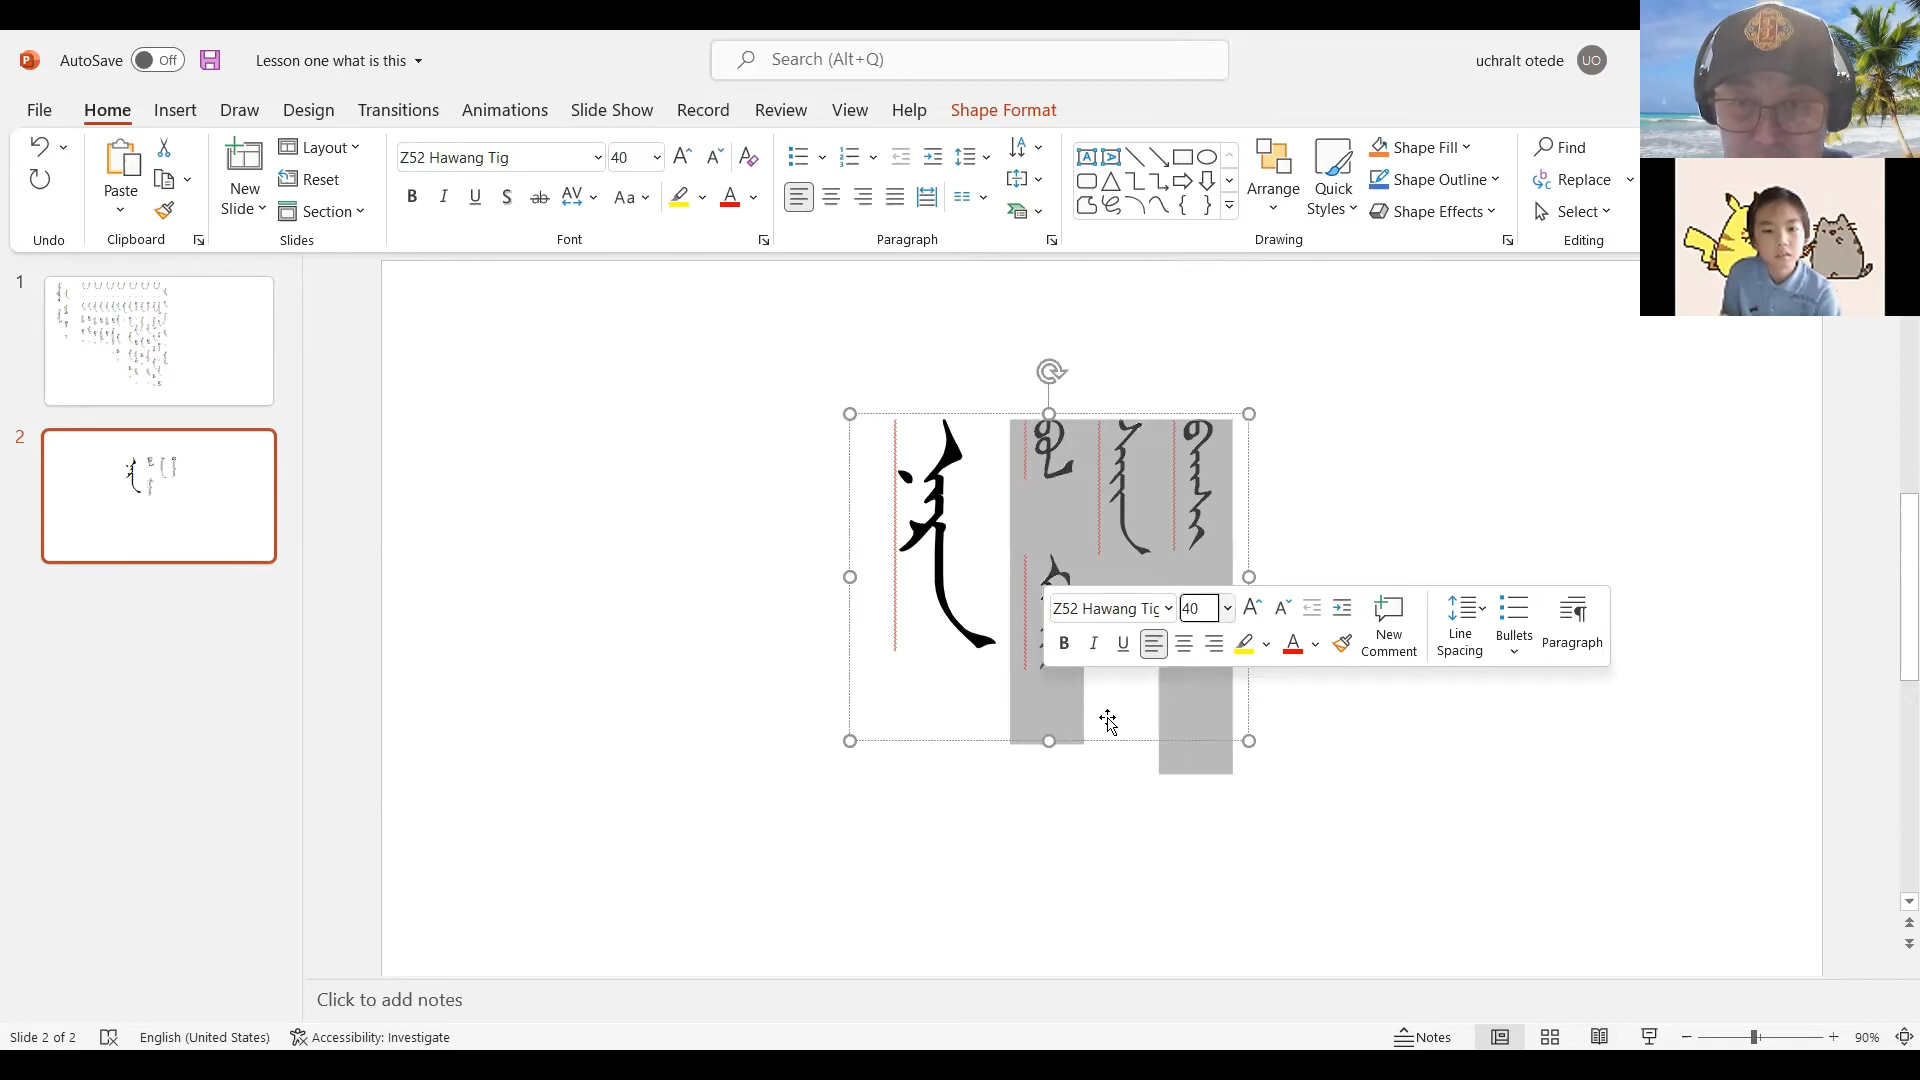 AutoSave
Off
Lesson one what is this
Search (Alt+Q)
uchralt otede
UO
File
Home
Insert
Draw
Design
Transitions
Animations
Slide Show
Record
Review
View
Help
Shape Format
Paste
New
Slide
Layout
Reset
Section
Z52 Hawang Tig
40
B
I
U
S
ab
AV
Aa
A
Arrange
Quick
Styles
Shape Fill
Shape Outline
Shape Effects
Find
Replace
Select
Undo
Clipboard
Slides
Font
Paragraph
Drawing
Editing
1
2
Z52 Hawang Tig
40
B
I
U
A
New
Comment
Line
Spacing
Bullets
Paragraph
Click to add notes
Slide 2 of 2
English (United States)
Accessibility: Investigate
Notes
90%